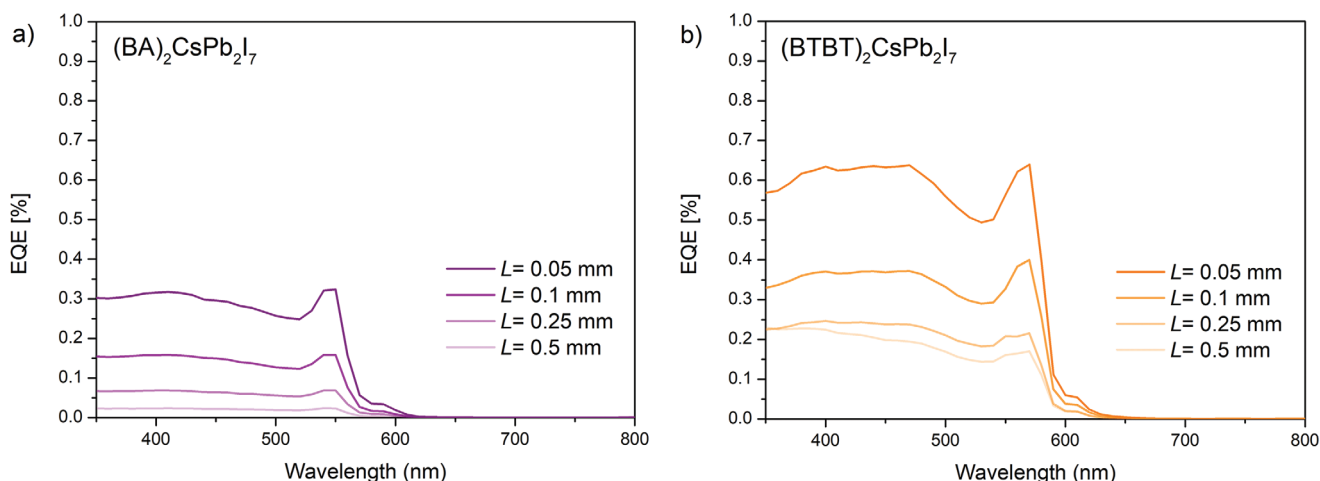 a)
(BA)₂CsPb₂I₇
EQE [%]
1.0
0.9
0.8
0.7
0.6
0.5
0.4
0.3
0.2
0.1
0.0
L= 0.05 mm
L= 0.1 mm
L= 0.25 mm
L= 0.5 mm
400 500 600 700 800
Wavelength (nm)
b)
(BTBT)₂CsPb₂I₇
EQE [%]
1.0
0.9
0.8
0.7
0.6
0.5
0.4
0.3
0.2
0.1
0.0
L= 0.05 mm
L= 0.1 mm
L= 0.25 mm
L= 0.5 mm
400 500 600 700 800
Wavelength (nm)